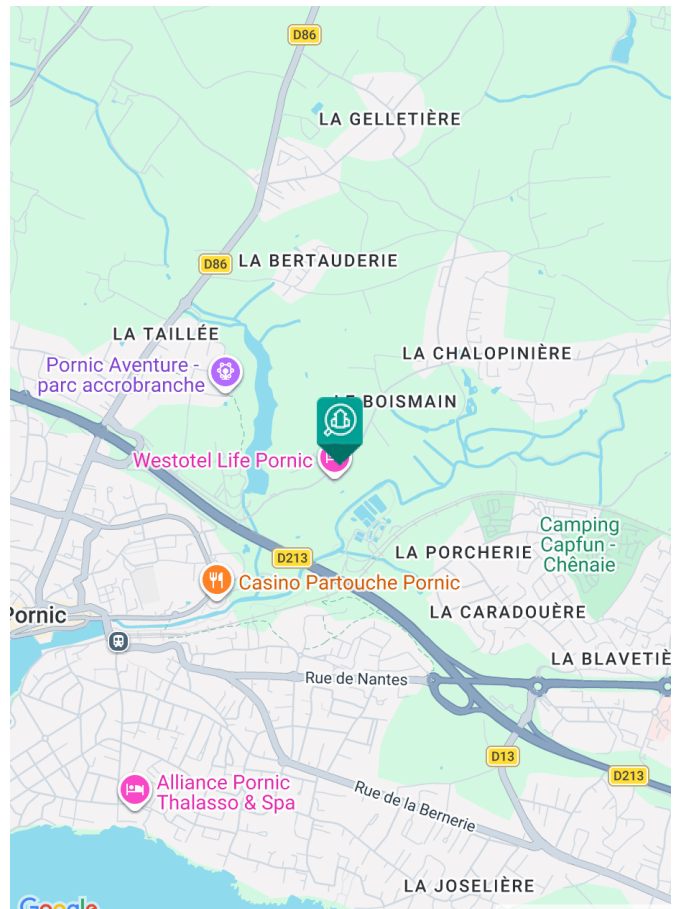 D86
LA GELLETIÈRE
D86
LA BERTAUDERIE
LA TAILLÉE
LA CHALOPINIÈRE
Pornic Aventure -
parc accrobranche
BOISMAIN
Westotel Life Pornic
D213
Camping
Capfun -
Chênaie
LA PORCHERIE
Casino Partouche Pornic
LA CARADOUÈRE
Pornic
LA BLAVETIÈ
Rue de Nantes
D13
D213
Alliance Pornic
Thalasso & Spa
Rue de la Bernerie
LA JOSELIÈRE
Google